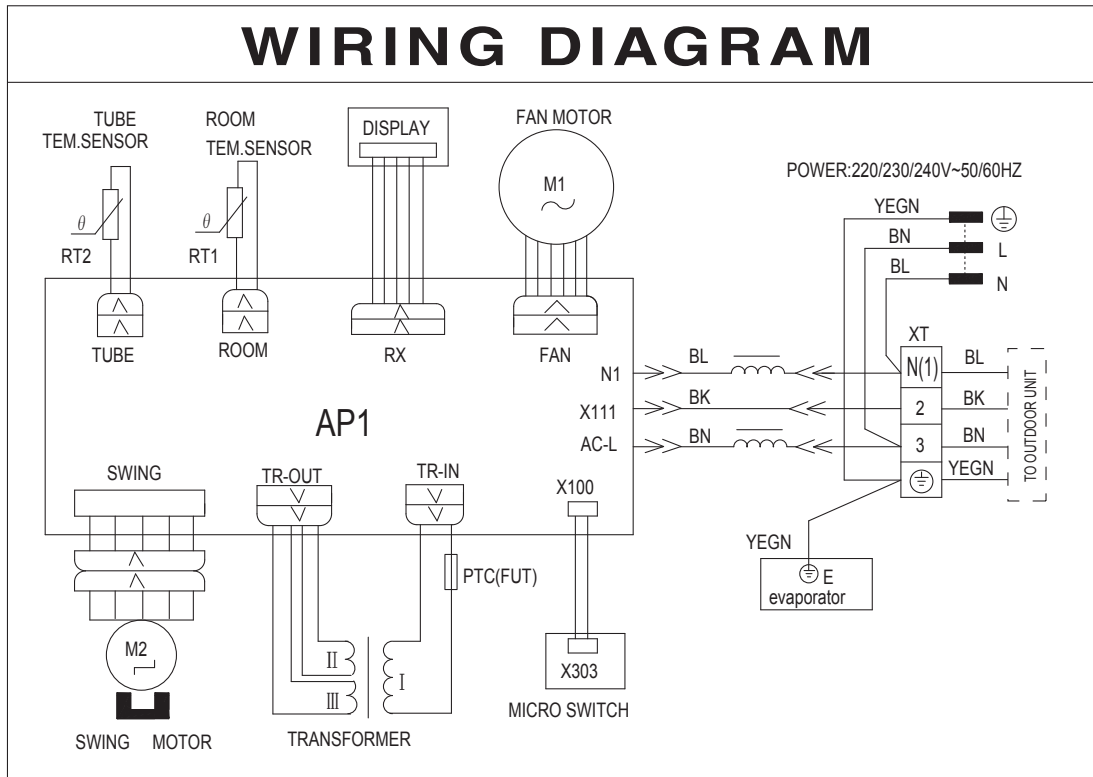 WIRING DIAGRAM
TUBE
TEM.SENSOR
ROOM
TEM.SENSOR
DISPLAY
FAN MOTOR
M1
POWER:220/230/240V~50/60HZ
YEGN
BN
L
BL
N
θ
RT2
θ
RT1
TUBE
ROOM
RX
FAN
XT
N1
BL
N(1)
BL
X111
BK
2
BK
AC-L
BN
3
BN
YEGN
TO OUTDOOR UNIT
AP1
SWING
TR-OUT
TR-IN
X100
YEGN
E
evaporator
PTC(FUT)
M2
II
III
I
X303
MICRO SWITCH
SWING MOTOR
TRANSFORMER